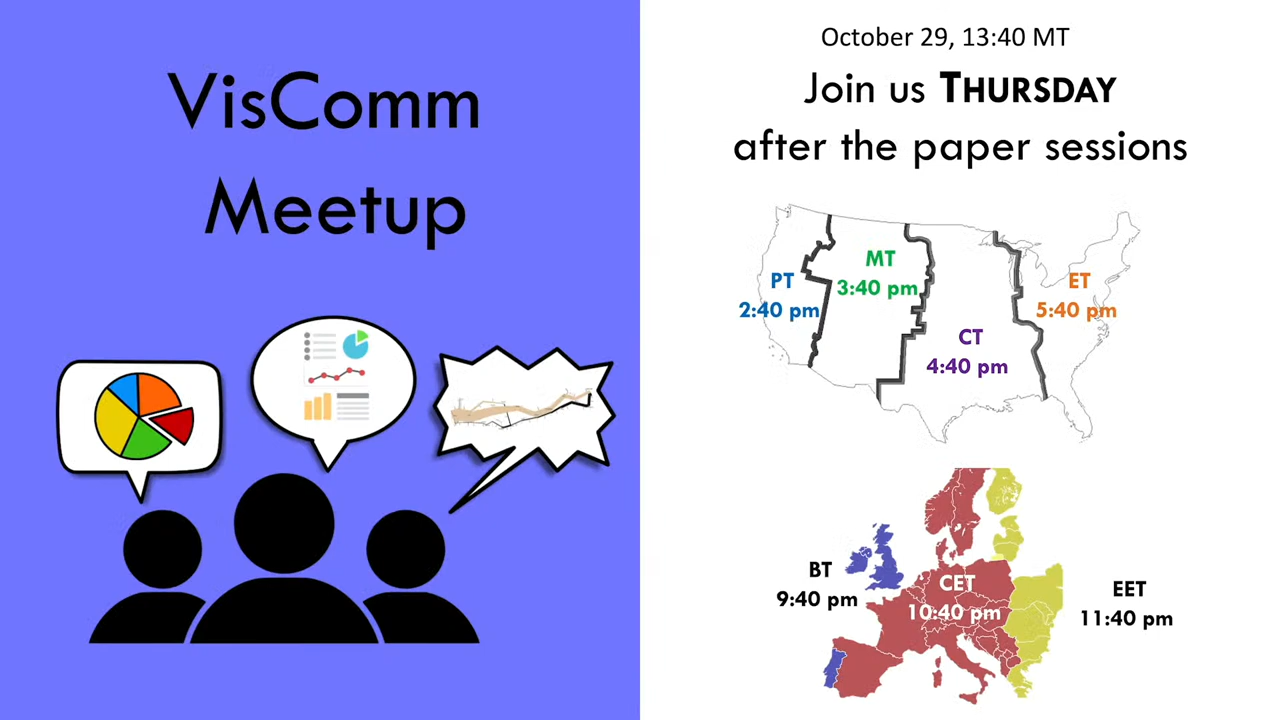 VisComm
Meetup
October 29, 13:40 MT
Join us THURSDAY
after the paper sessions
PT
2:40 pm
MT
3:40 pm
CT
4:40 pm
ET
5:40 pm
BT
9:40 pm
CET
10:40 pm
EET
11:40 pm